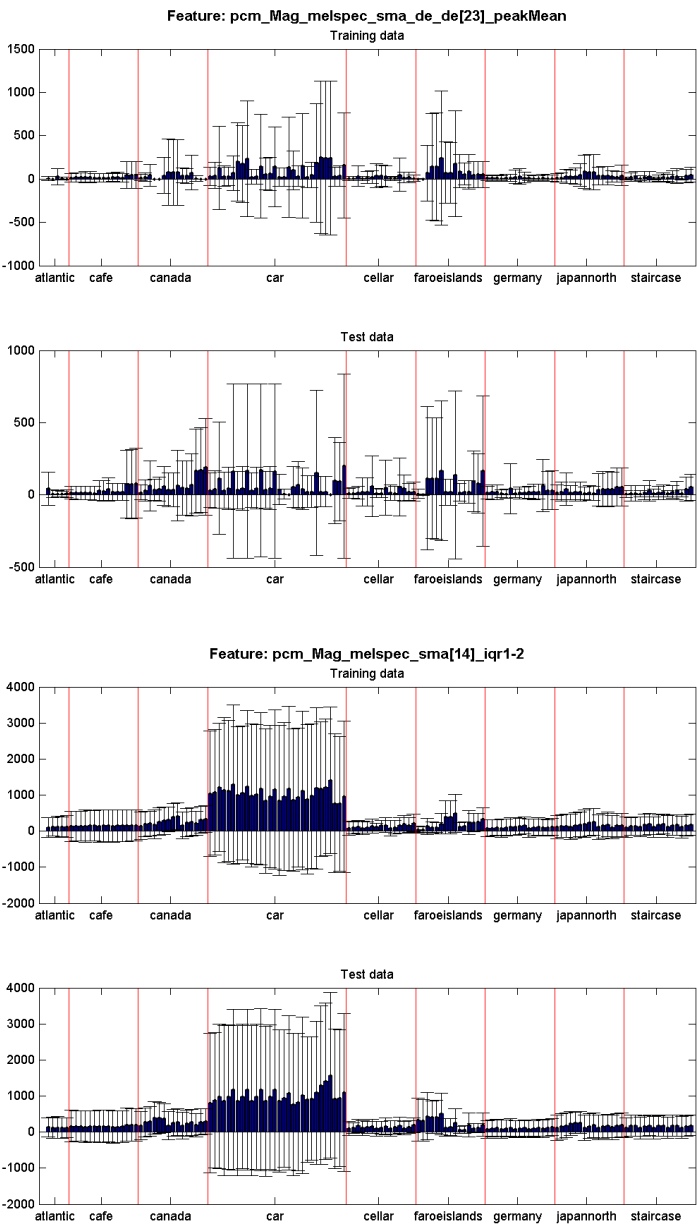 Feature: pcm_Mag_melspec_sma_de_de[23]_peakMean
Training data
1500
1000
500
0
-500
-1000
atlantic cafe canada car cellar faroeislands germany japannorth staircase
Test data
1000
500
0
-500
atlantic cafe canada car cellar faroeislands germany japannorth staircase
Feature: pcm_Mag_melspec_sma[14]_iqr1-2
Training data
4000
3000
2000
1000
0
-1000
-2000
atlantic cafe canada car cellar faroeislands germany japannorth staircase
Test data
4000
3000
2000
1000
0
-1000
-2000
atlantic cafe canada car cellar faroeislands germany japannorth staircase